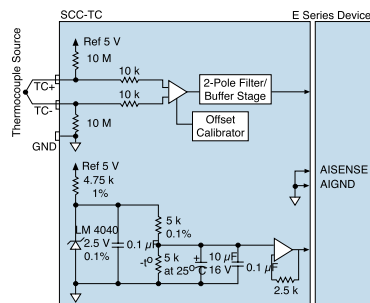 SCC-TC
E Series Device
Thermocouple Source
Ref 5 V
10 M
10 k
TC+
TC-
10 k
10 M
GND
2-Pole Filter/
Buffer Stage
Offset
Calibrator
Ref 5 V
4.75 k
1%
AISENSE
AIGND
LM 4040
2.5 V
0.1%
0.1 µF
5 k
0.1%
-t°
5 k
at 25° C
+
10 µF
16 V
0.1 µF
2.5 k